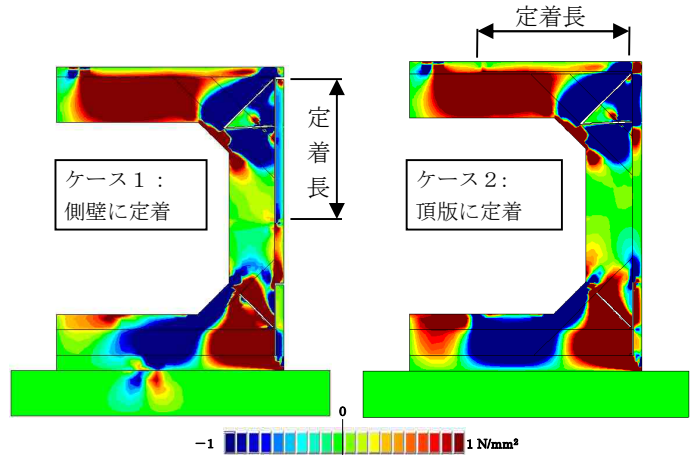 定着長
定着長
ケース１：
側壁に定着
ケース２：
頂版に定着
0
－1
1 N/mm²